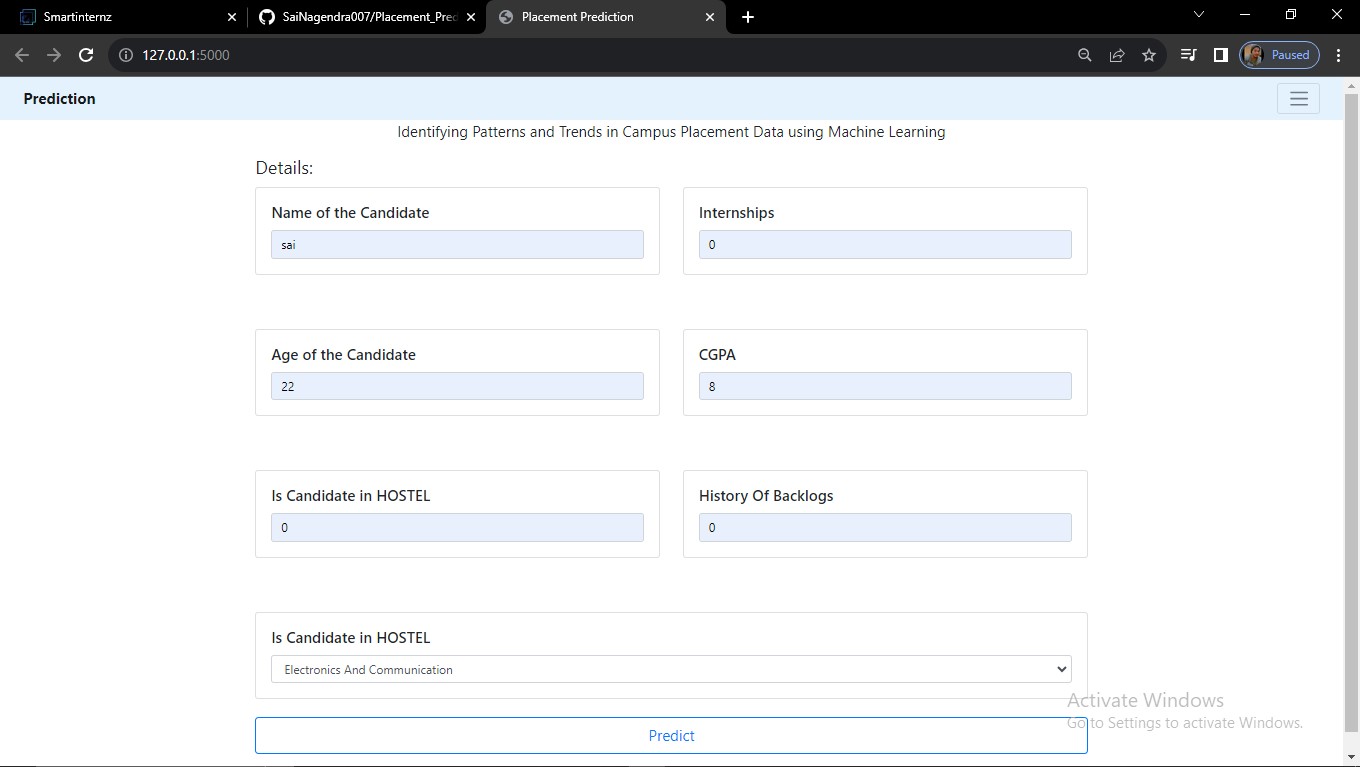 Smartinternz
SaiNagendra007/Placement_Pred
Placement Prediction
127.0.0.1:5000
Paused
Prediction
Identifying Patterns and Trends in Campus Placement Data using Machine Learning
Details:
Name of the Candidate
sai
Internships
0
Age of the Candidate
22
CGPA
8
Is Candidate in HOSTEL
0
History Of Backlogs
0
Is Candidate in HOSTEL
Electronics And Communication
Predict
Activate Windows
Go to Settings to activate Windows.